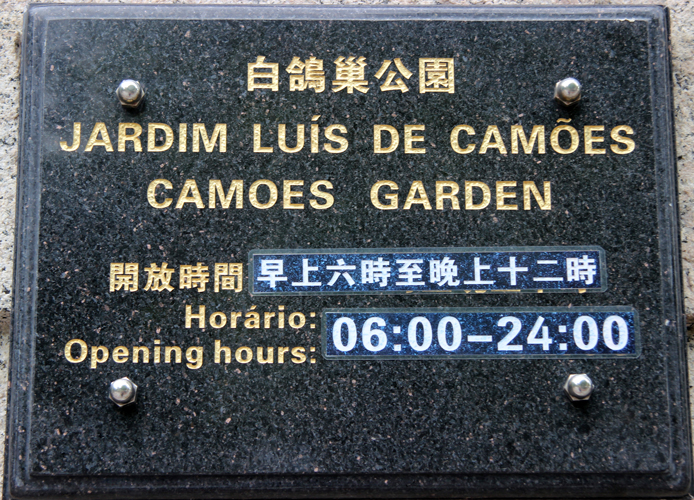 白鴿巢公園
JARDIM LUÍS DE CAMÕES
CAMOES GARDEN
開放時間 早上六時至晚上十二時
Horário:
Opening hours: 06:00-24:00